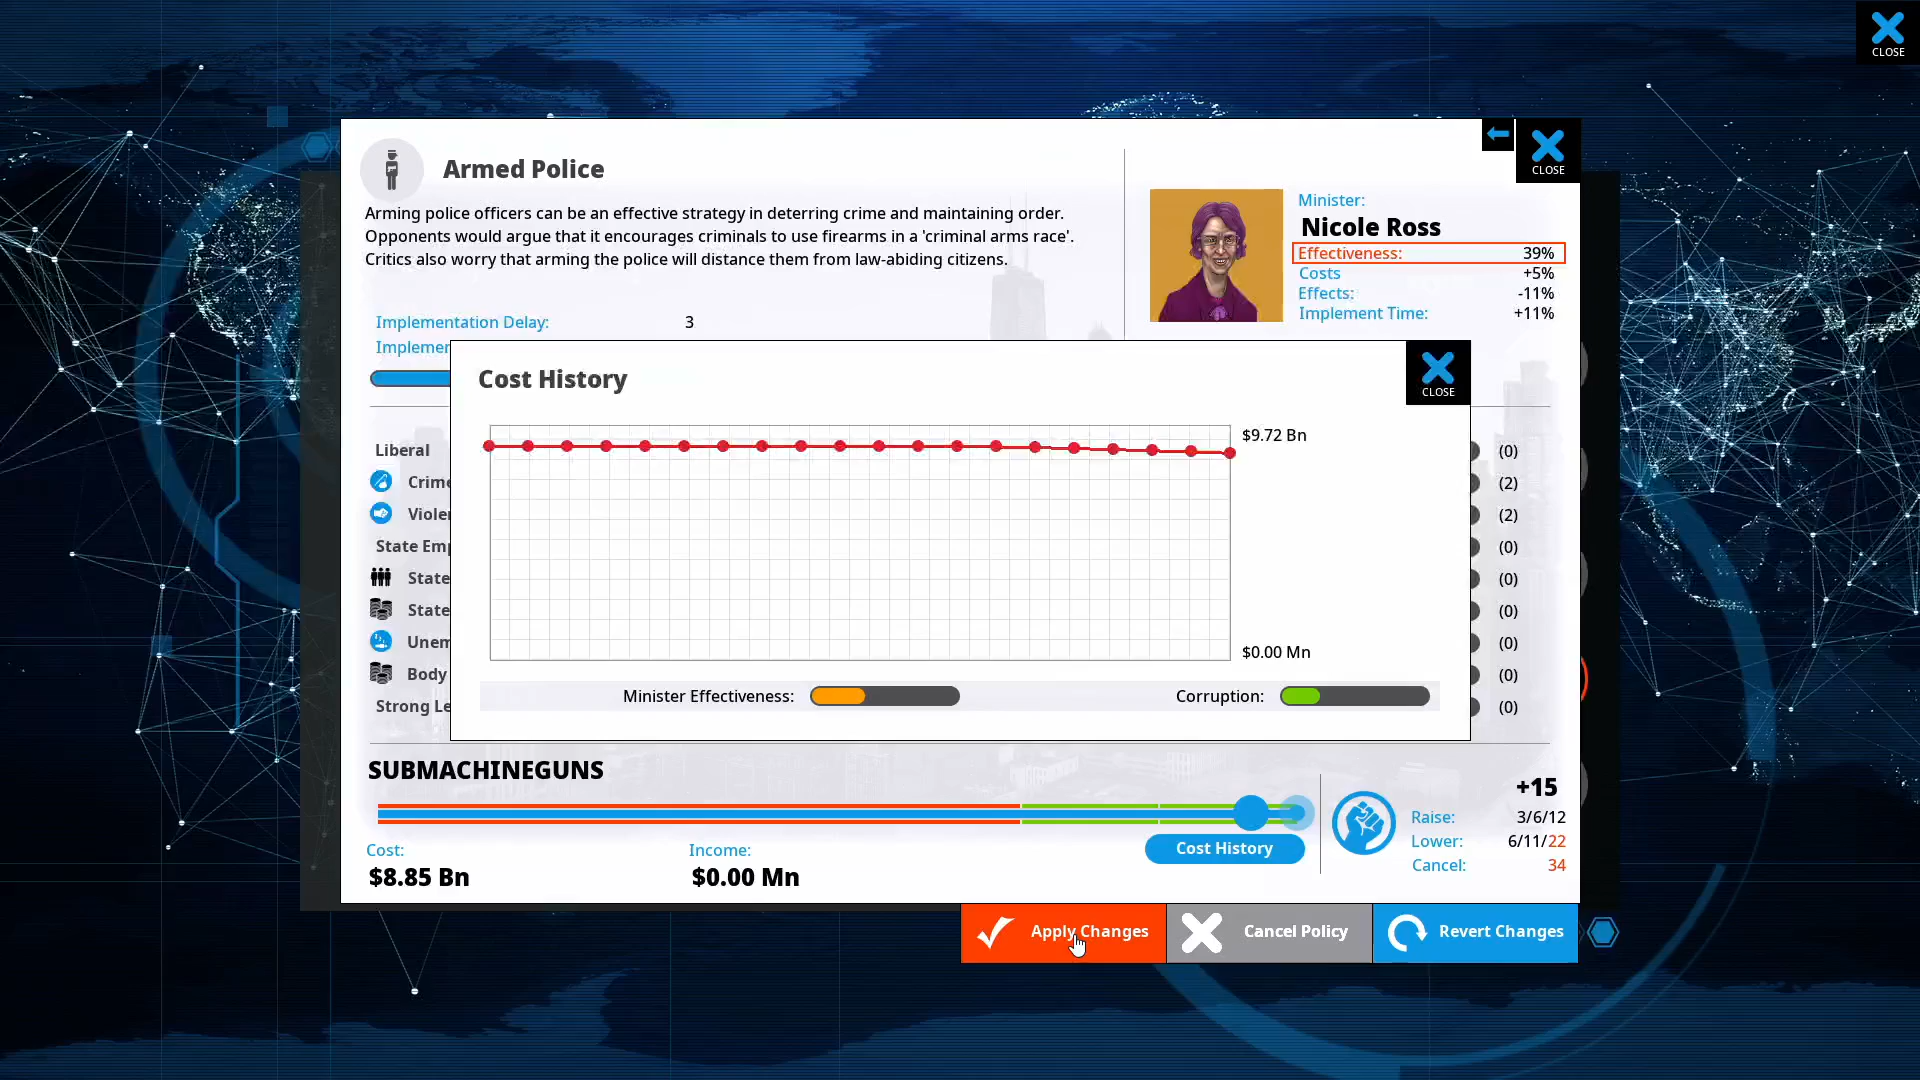 CLOSE
Armed Police
CLOSE
Arming police officers can be an effective strategy in deterring crime and maintaining order.
Opponents would argue that it encourages criminals to use firearms in a 'criminal arms race'.
Critics also worry that arming the police will distance them from law-abiding citizens.
Minister:
Nicole Ross
Effectiveness: 39%
Costs +5%
Effects: -11%
Implement Time: +11%
Implementation Delay: 3
Implemen
Cost History
CLOSE
$9.72 Bn
$0.00 Mn
Minister Effectiveness:
Corruption:
Liberal (0)
Crime (2)
Violen (2)
State Emp (0)
State (0)
State (0)
Unem (0)
Body (0)
Strong Le (0)
SUBMACHINEGUNS
Cost:
$8.85 Bn
Income:
$0.00 Mn
Cost History
+15
Raise: 3/6/12
Lower: 6/11/22
Cancel: 34
Apply Changes
Cancel Policy
Revert Changes